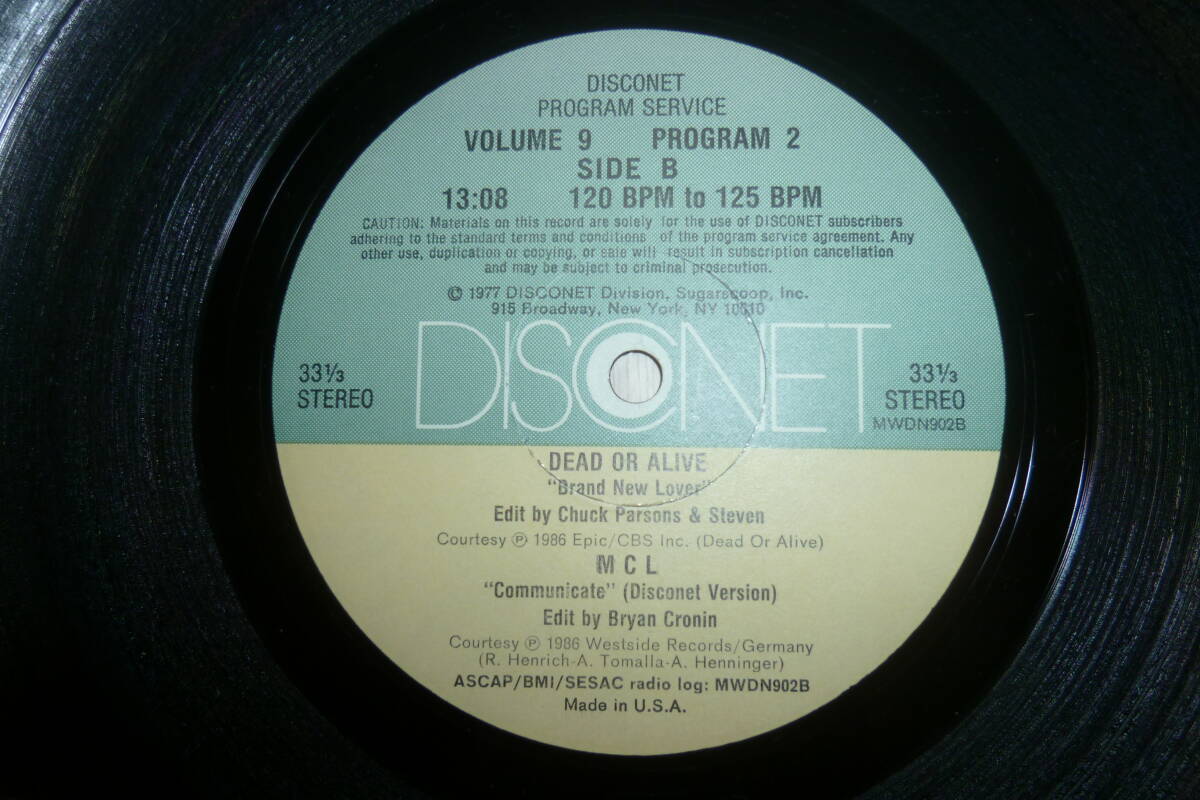 DISCONET
PROGRAM SERVICE
VOLUME 9 PROGRAM 2
SIDE B
13:08 120 BPM to 125 BPM
CAUTION: Materials on this record are solely for the use of DISCONET subscribers
adhering to the standard terms and conditions of the program service agreement. Any
other use, duplication or copying, or sale will result in subscription cancellation
and may be subject to criminal prosecution.
© 1977 DISCONET Division, Sugarscoop, Inc.
915 Broadway, New York, NY 10010
DISCONET
33⅓
STEREO
33⅓
STEREO
MWDN902B
DEAD OR ALIVE
"Brand New Lover"
Edit by Chuck Parsons & Steven
Courtesy ℗ 1986 Epic/CBS Inc. (Dead Or Alive)
M C L
"Communicate" (Disconet Version)
Edit by Bryan Cronin
Courtesy ℗ 1986 Westside Records/Germany
(R. Henrich-A. Tomalla-A. Henninger)
ASCAP/BMI/SESAC radio log: MWDN902B
Made in U.S.A.